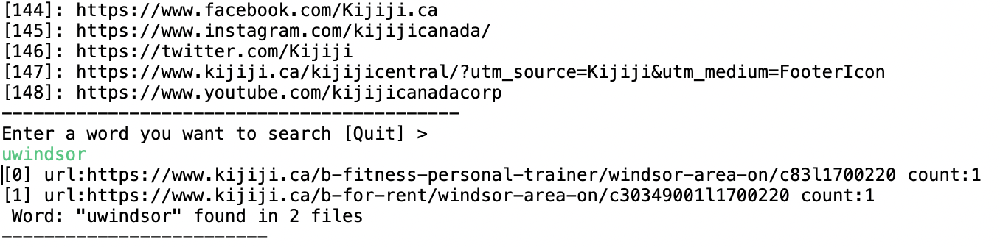 [144]: https://www.facebook.com/Kijiji.ca
[145]: https://www.instagram.com/kijijicanada/
[146]: https://twitter.com/Kijiji
[147]: https://www.kijiji.ca/kijijicentral/?utm_source=Kijiji&utm_medium=FooterIcon
[148]: https://www.youtube.com/kijijicanadacorp
-------------------------------------------
Enter a word you want to search [Quit] >
uwindsor
[0] url:https://www.kijiji.ca/b-fitness-personal-trainer/windsor-area-on/c83l1700220 count:1
[1] url:https://www.kijiji.ca/b-for-rent/windsor-area-on/c30349001l1700220 count:1
 Word: "uwindsor" found in 2 files
-------------------------